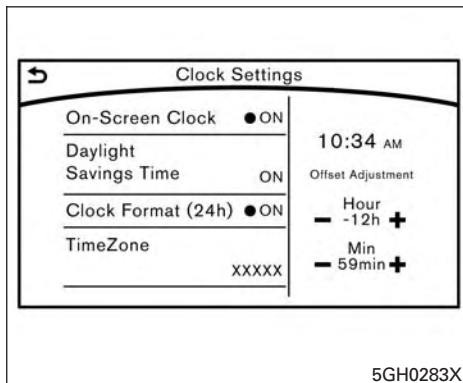 Clock Settings
On-Screen Clock ●ON
Daylight
Savings Time ON
Clock Format (24h) ●ON
TimeZone
XXXXX
10:34 AM
Offset Adjustment
Hour
− -12h +
Min
− 59min +
5GH0283X